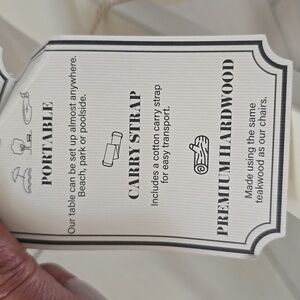 PORTABLE
Our table can be set up almost anywhere.
Beach, park or poolside.
CARRY STRAP
Includes a cotton carry strap
for easy transport.
PREMIUM HARDWOOD
Made using the same
teakwood as our chairs.